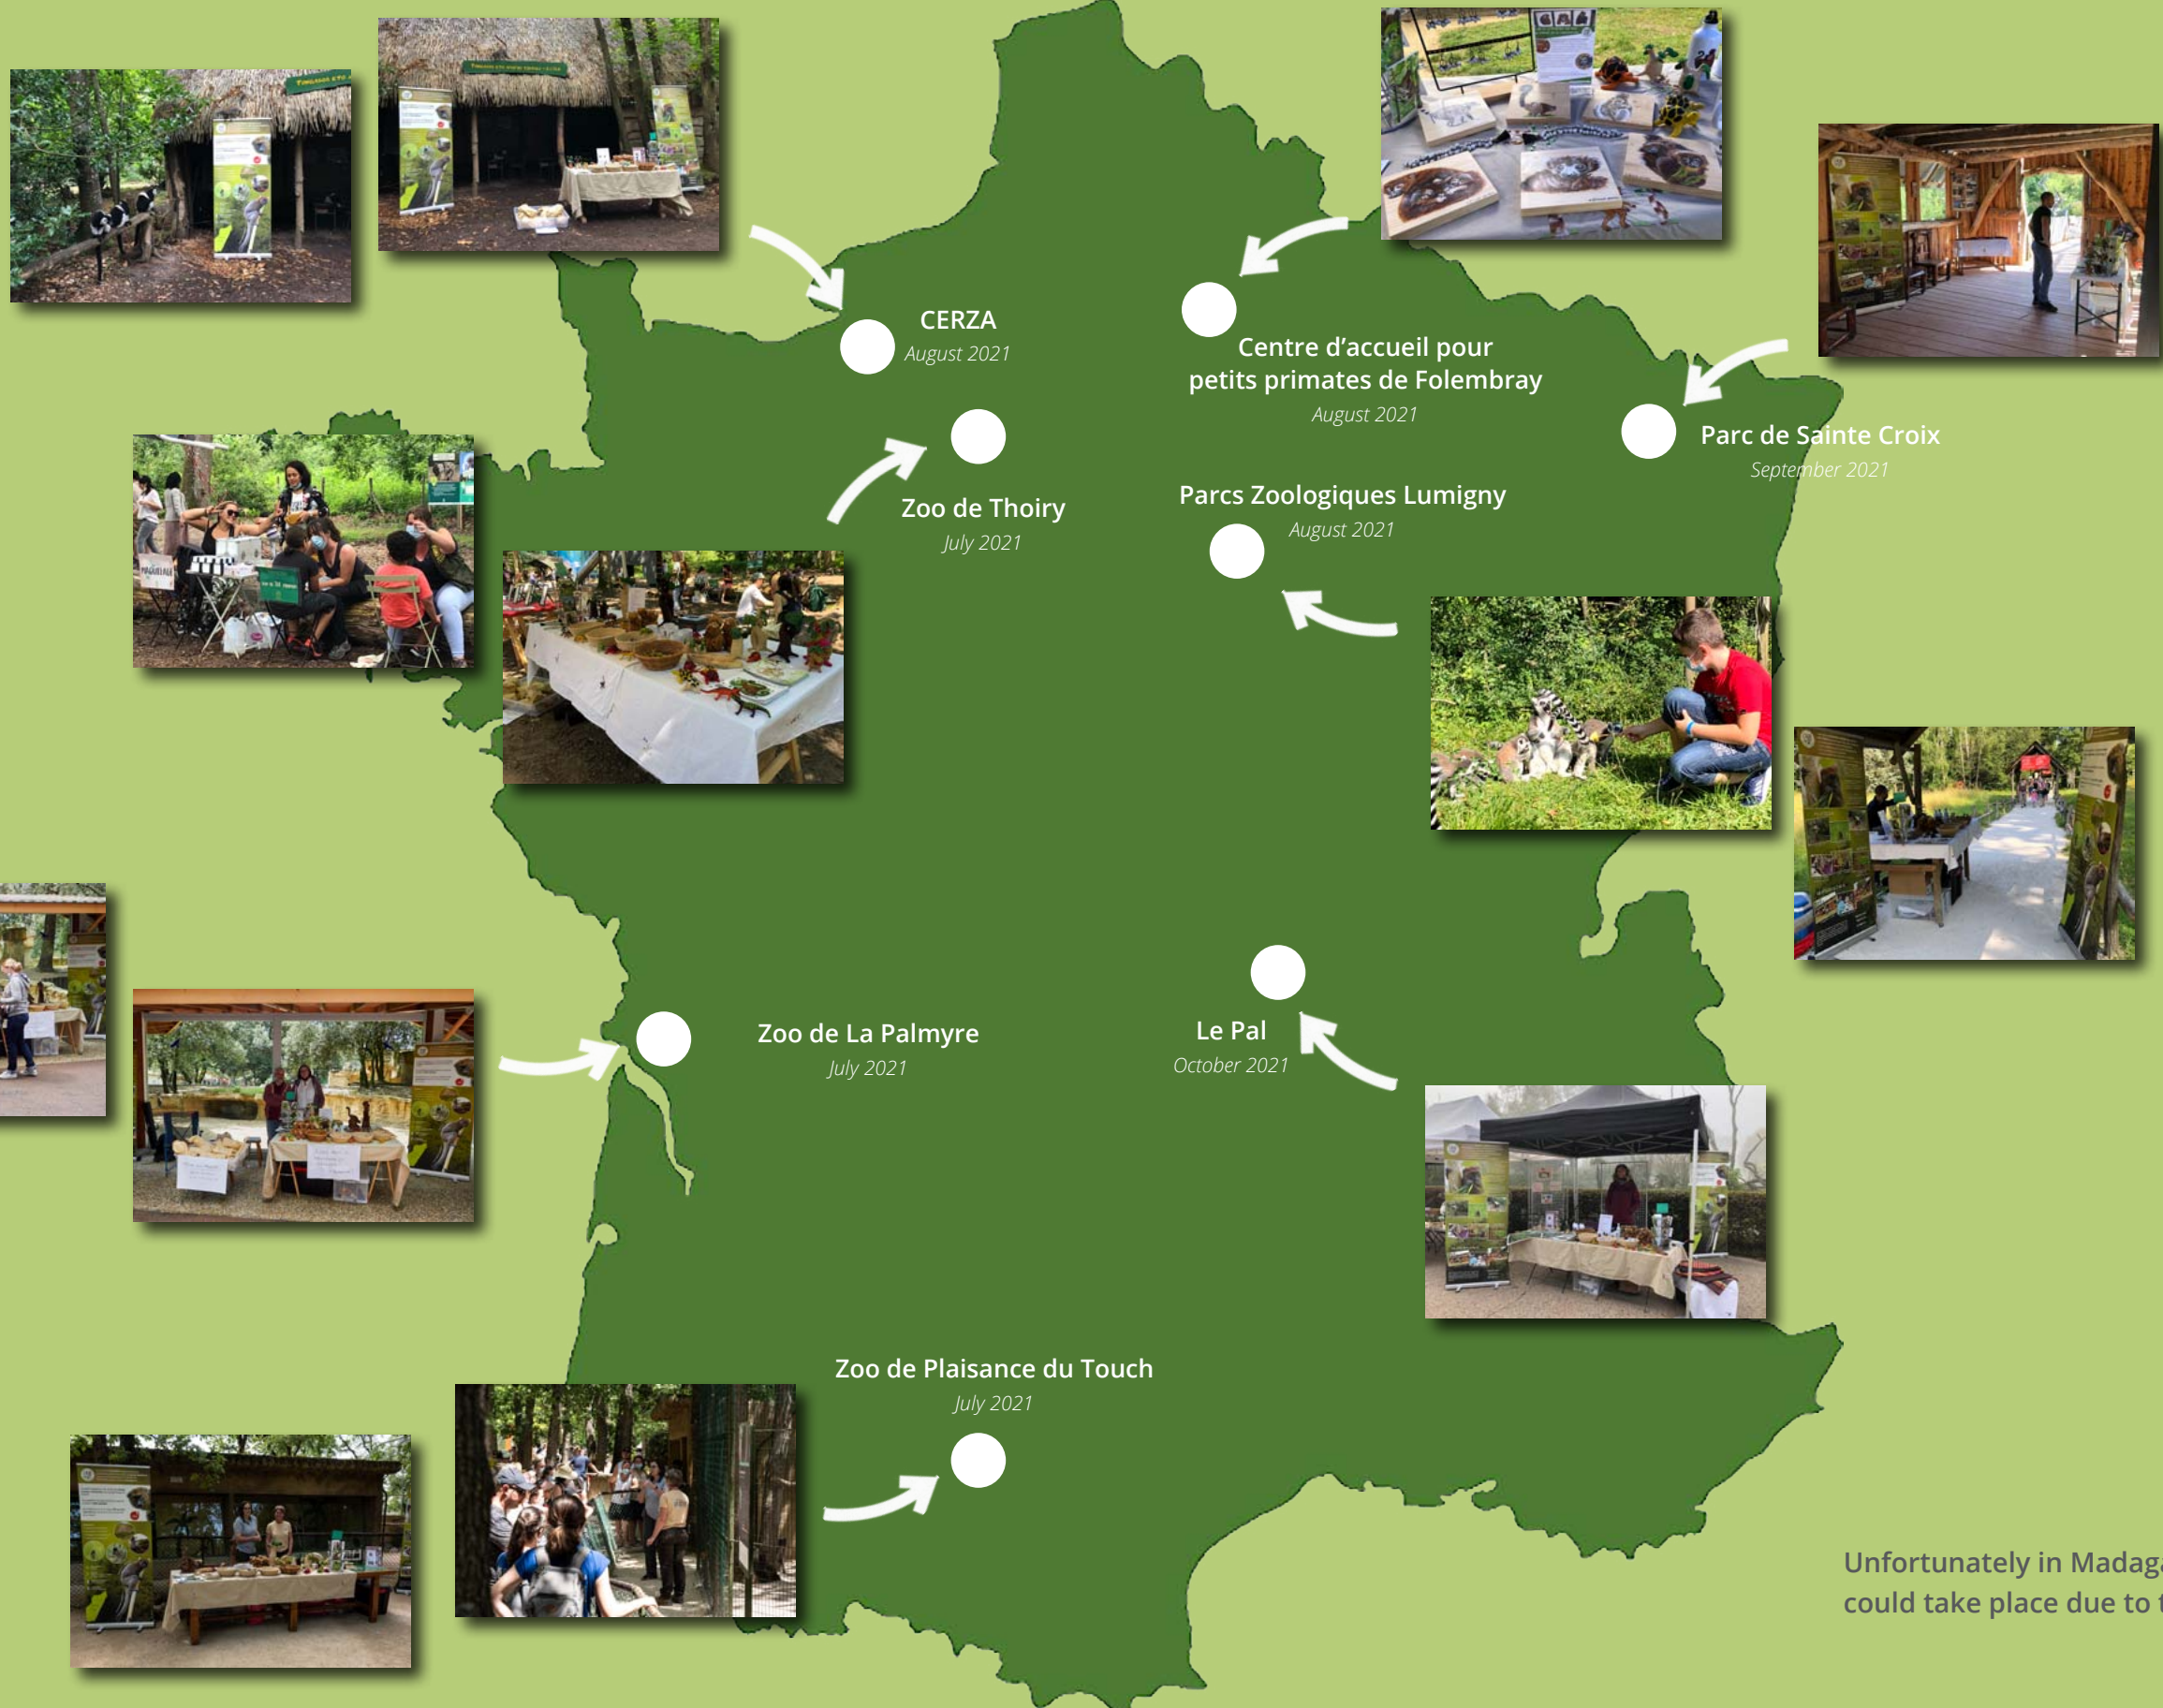 CERZA
August 2021
Centre d’accueil pour
petits primates de Folembray
August 2021
Parc de Sainte Croix
September 2021
Zoo de Thoiry
July 2021
Parcs Zoologiques Lumigny
August 2021
MAQUILLAGE
Zoo de La Palmyre
July 2021
Le Pal
October 2021
Zoo de Plaisance du Touch
July 2021
Unfortunately in Madaga
could take place due to t